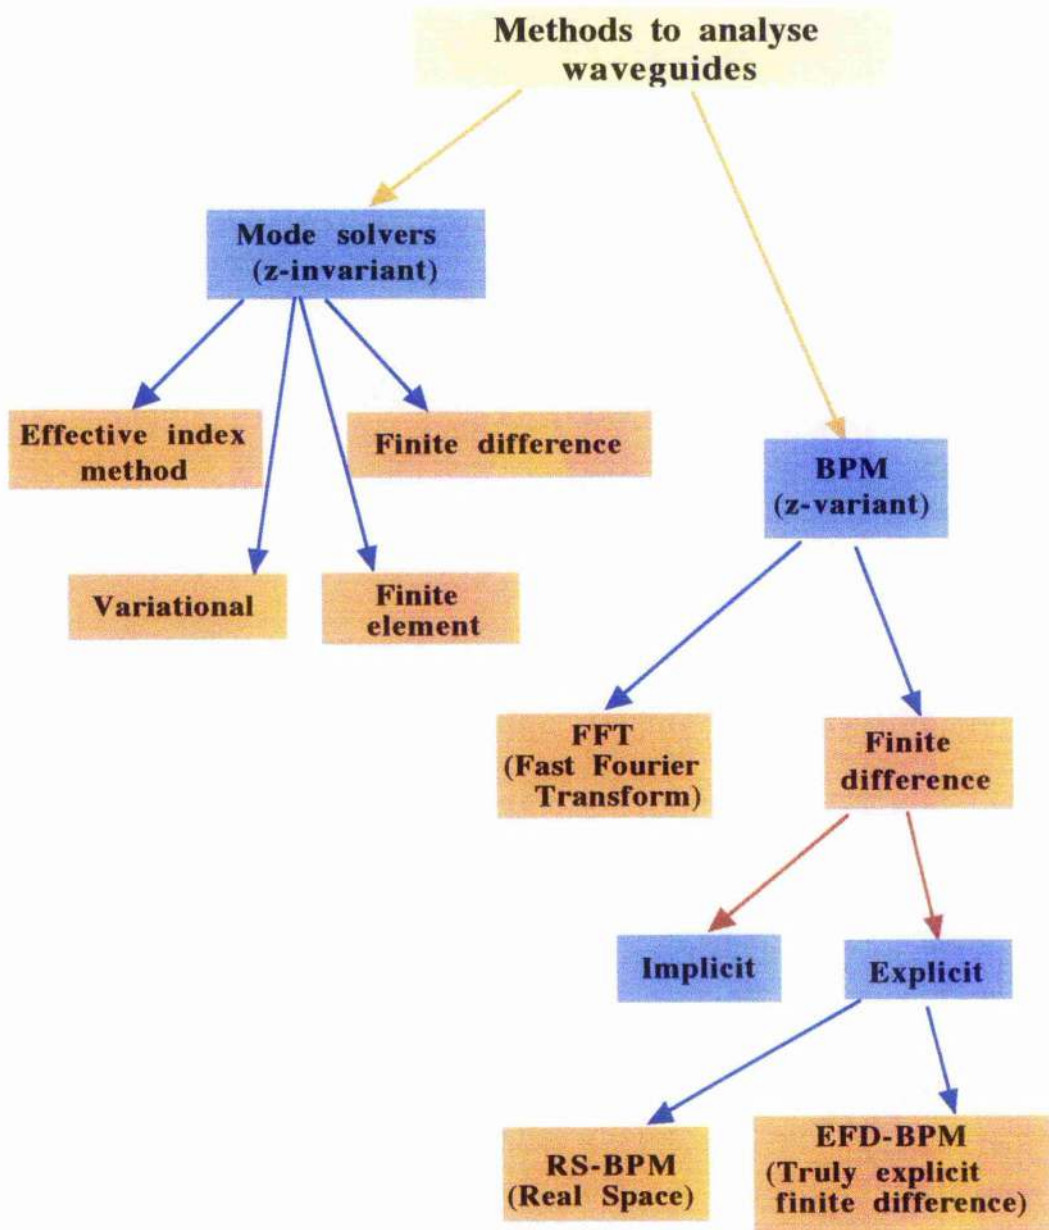 Methods to analyse
waveguides
Mode solvers
(z-invariant)
Effective index
method
Finite difference
BPM
(z-variant)
Variational
Finite
element
FFT
(Fast Fourier
Transform)
Finite
difference
Implicit
Explicit
RS-BPM
(Real Space)
EFD-BPM
(Truly explicit
finite difference)